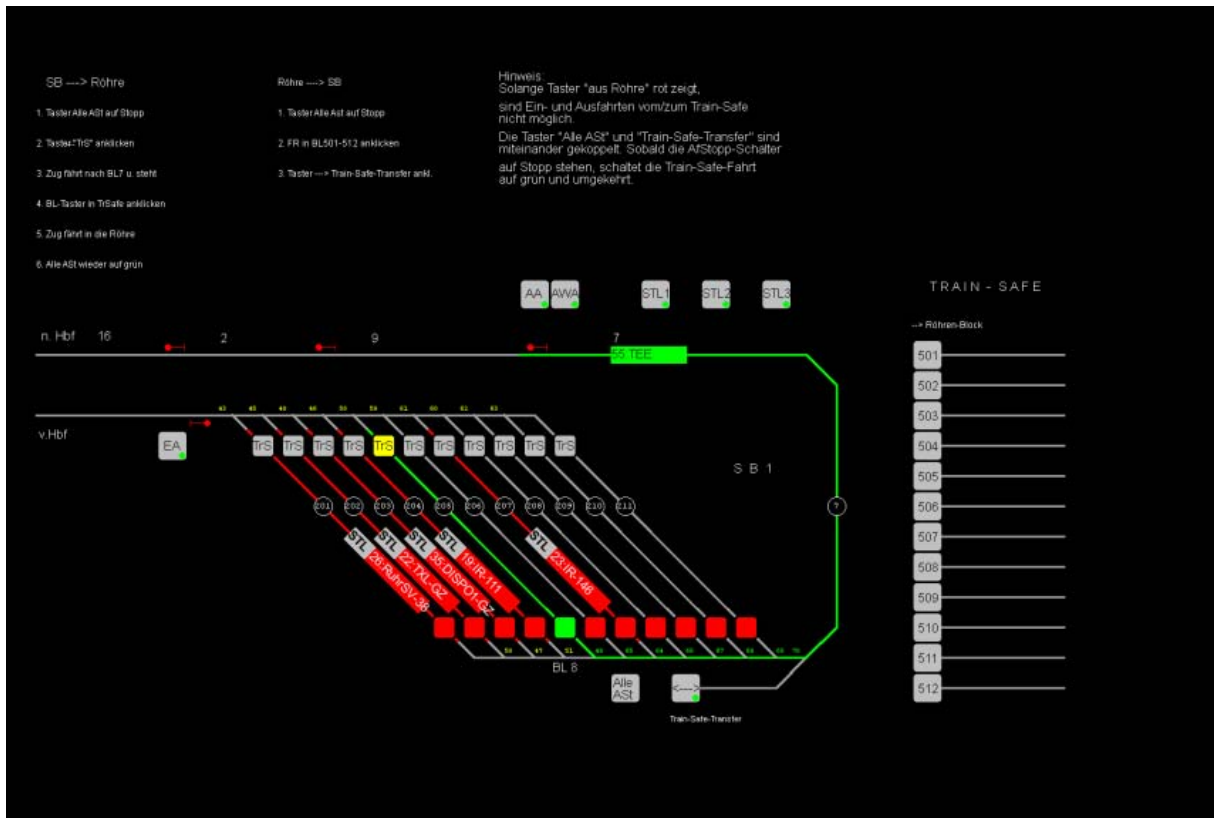 SB ----> Röhre
1. Taster Alle ASt auf Stopp
2. Taster "TrS" anklicken
3. Zug fährt nach BL7 u. steht
4. BL-Taster in TrSafe anklicken
5. Zug fährt in die Röhre
6. Alle ASt wieder auf grün
Röhre ----> SB
1. Taster Alle Ast auf Stopp
2. FR in BL501-512 anklicken
3. Taster ---> Train-Safe-Transfer ankl.
Hinweis:
Solange Taster "aus Röhre" rot zeigt,
sind Ein- und Ausfahrten vom/zum Train-Safe
nicht möglich.
Die Taster "Alle ASt" und "Train-Safe-Transfer" sind
miteinander gekoppelt. Sobald die AfStopp-Schalter
auf Stopp stehen, schaltet die Train-Safe-Fahrt
auf grün und umgekehrt.
AA AWA STL1 STL2 STL3
n. Hbf 16 2 9 7
55:TEE
v.Hbf
EA
TrS TrS TrS TrS TrS TrS TrS TrS TrS TrS TrS
S B 1
201 202 203 204 205 206 207 208 209 210 211 7
STL 26:RuhrSV-38
STL 22:TXL-GZ
STL 35:DISPO1-GZ
STL 19:IR-111
STL 23:IR-146
BL 8
Alle
ASt
<---->
Train-Safe-Transfer
TRAIN - SAFE
--> Röhren-Block
501
502
503
504
505
506
507
508
509
510
511
512